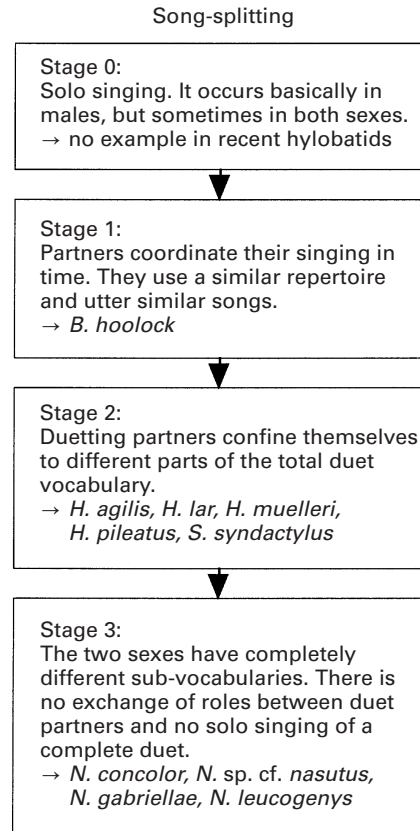 Song-splitting
Stage 0:
Solo singing. It occurs basically in
males, but sometimes in both sexes.
→ no example in recent hylobatids
Stage 1:
Partners coordinate their singing in
time. They use a similar repertoire
and utter similar songs.
→ B. hoolock
Stage 2:
Duetting partners confine themselves
to different parts of the total duet
vocabulary.
→ H. agilis, H. lar, H. muelleri,
H. pileatus, S. syndactylus
Stage 3:
The two sexes have completely
different sub-vocabularies. There is
no exchange of roles between duet
partners and no solo singing of a
complete duet.
→ N. concolor, N. sp. cf. nasutus,
N. gabriellae, N. leucogenys